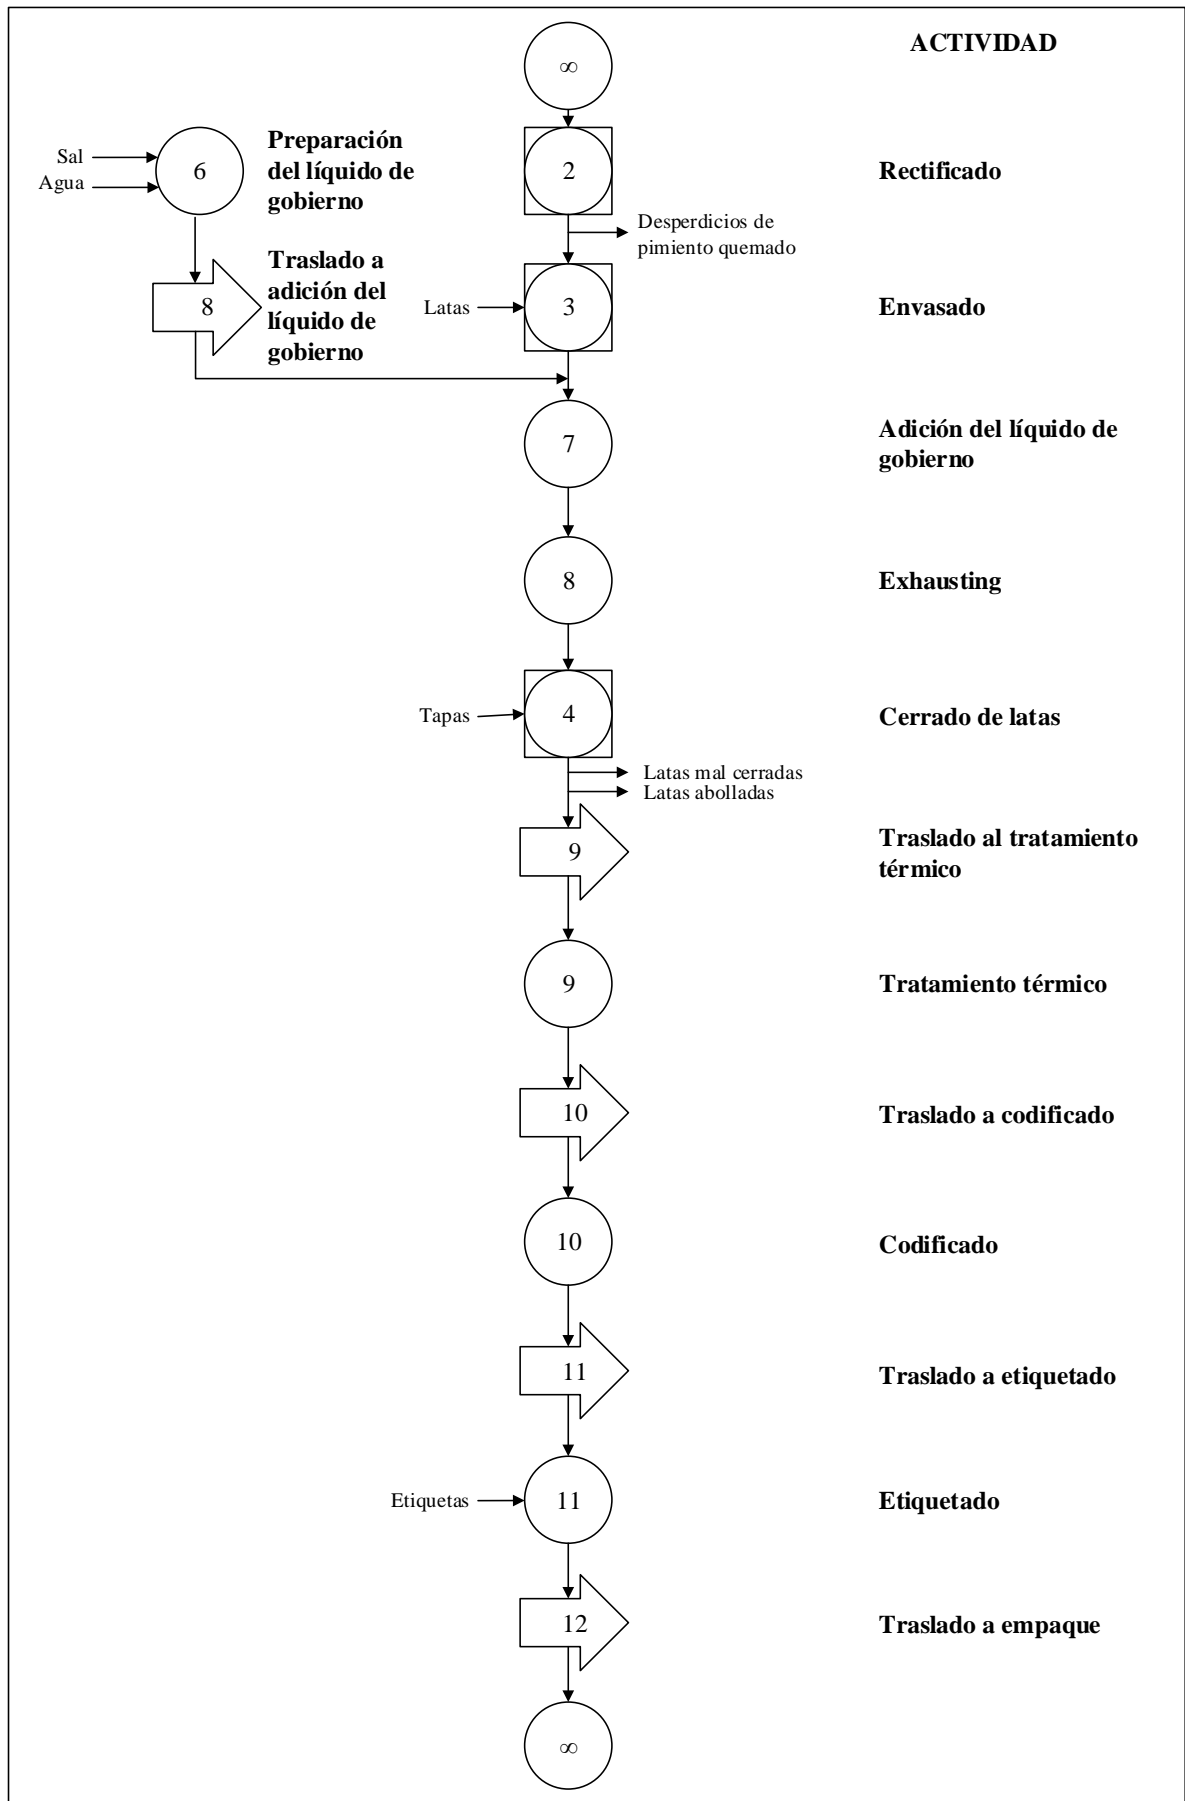 ACTIVIDAD
∞
Sal
Agua
6
Preparación
del líquido de
gobierno
2
Rectificado
Desperdicios de
pimiento quemado
8
Traslado a
adición del
líquido de
gobierno
Latas
3
Envasado
7
Adición del líquido de
gobierno
8
Exhausting
Tapas
4
Cerrado de latas
Latas mal cerradas
Latas abolladas
9
Traslado al tratamiento
térmico
9
Tratamiento térmico
10
Traslado a codificado
10
Codificado
11
Traslado a etiquetado
Etiquetas
11
Etiquetado
12
Traslado a empaque
∞